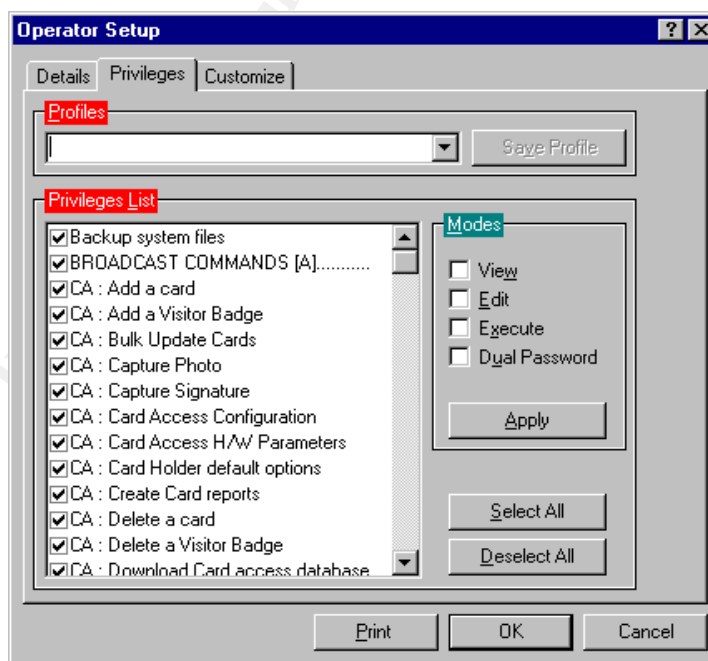 Operator Setup
Details Privileges Customize
Profiles
Save Profile
Privileges List
Backup system files
BROADCAST COMMANDS [A]...........
CA : Add a card
CA : Add a Visitor Badge
CA : Bulk Update Cards
CA : Capture Photo
CA : Capture Signature
CA : Card Access Configuration
CA : Card Access H/W Parameters
CA : Card Holder default options
CA : Create Card reports
CA : Delete a card
CA : Delete a Visitor Badge
CA : Download Card access database
Modes
View
Edit
Execute
Dual Password
Apply
Select All
Deselect All
Print OK Cancel